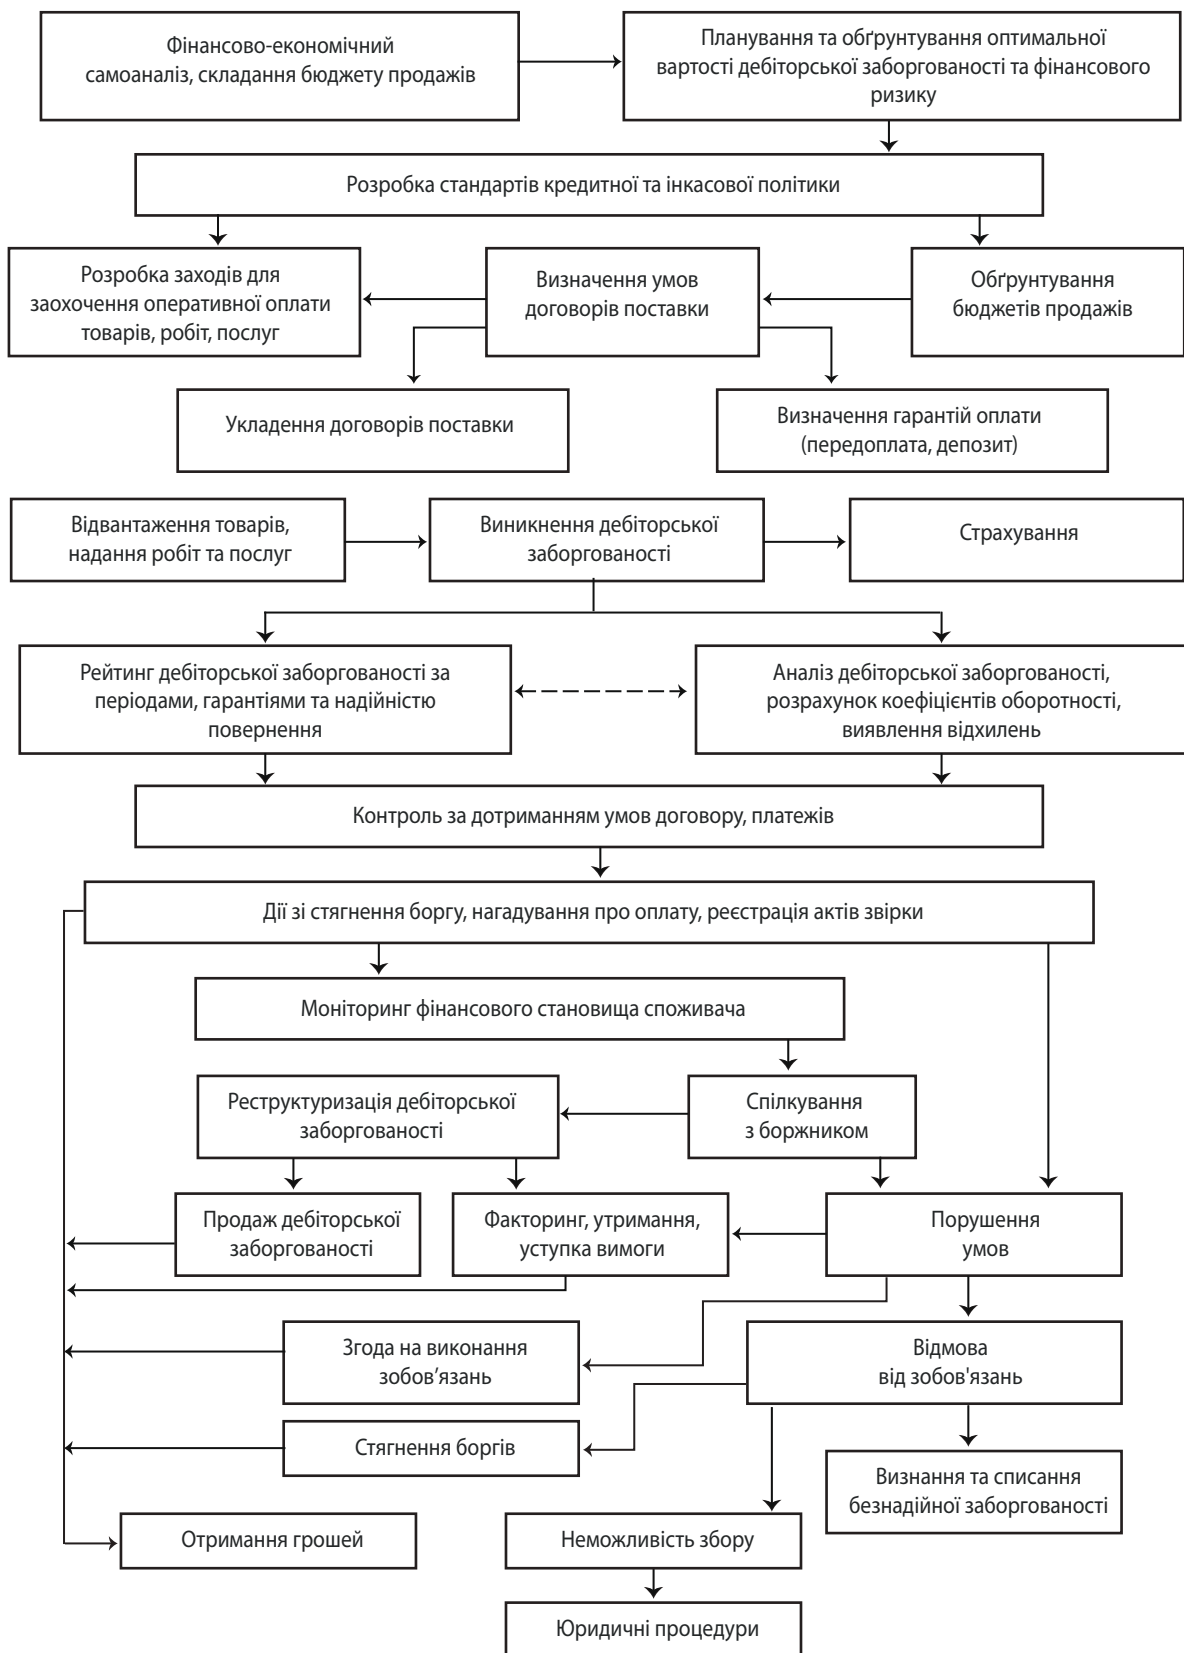 Фінансово-економічний
самоаналіз, складання бюджету продажів
Планування та обґрунтування оптимальної
вартості дебіторської заборгованості та фінансового
ризику
Розробка стандартів кредитної та інкасової політики
Розробка заходів для
заохочення оперативної оплати
товарів, робіт, послуг
Визначення умов
договорів поставки
Обґрунтування
бюджетів продажів
Укладення договорів поставки
Визначення гарантій оплати
(передоплата, депозит)
Відвантаження товарів,
надання робіт та послуг
Виникнення дебіторської
заборгованості
Страхування
Рейтинг дебіторської заборгованості за
періодами, гарантіями та надійністю
повернення
Аналіз дебіторської заборгованості,
розрахунок коефіцієнтів оборотності,
виявлення відхилень
Контроль за дотриманням умов договору, платежів
Дії зі стягнення боргу, нагадування про оплату, реєстрація актів звірки
Моніторинг фінансового становища споживача
Реструктуризація дебіторської
заборгованості
Спілкування
з боржником
Продаж дебіторської
заборгованості
Факторинг, утримання,
уступка вимоги
Порушення
умов
Згода на виконання
зобов’язань
Відмова
від зобов'язань
Стягнення боргів
Визнання та списання
безнадійної заборгованості
Отримання грошей
Неможливість збору
Юридичні процедури